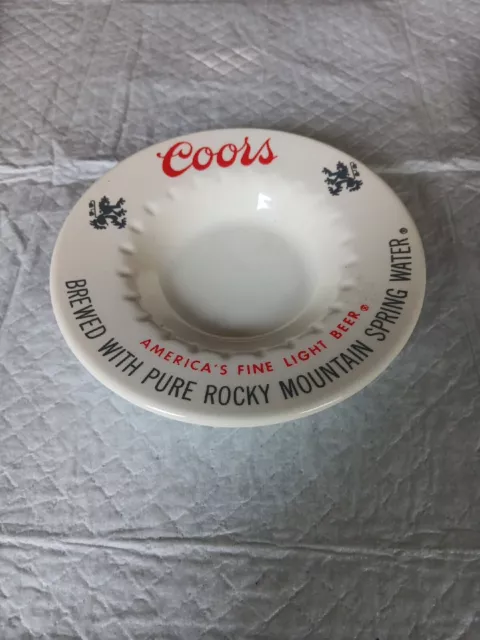 Coors
AMERICA'S FINE LIGHT BEER®
BREWED WITH PURE ROCKY MOUNTAIN SPRING WATER®